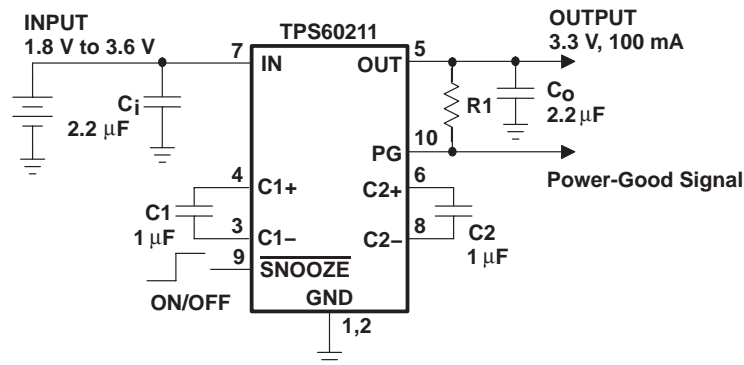 INPUT
1.8 V to 3.6 V
TPS60211
OUTPUT
3.3 V, 100 mA
7
IN
OUT
5
Ci
2.2 μF
R1
Co
2.2 μF
PG
10
Power-Good Signal
4
C1+
C2+
6
C1
1 μF
3
C1−
C2−
8
C2
1 μF
9
SNOOZE
ON/OFF
GND
1,2